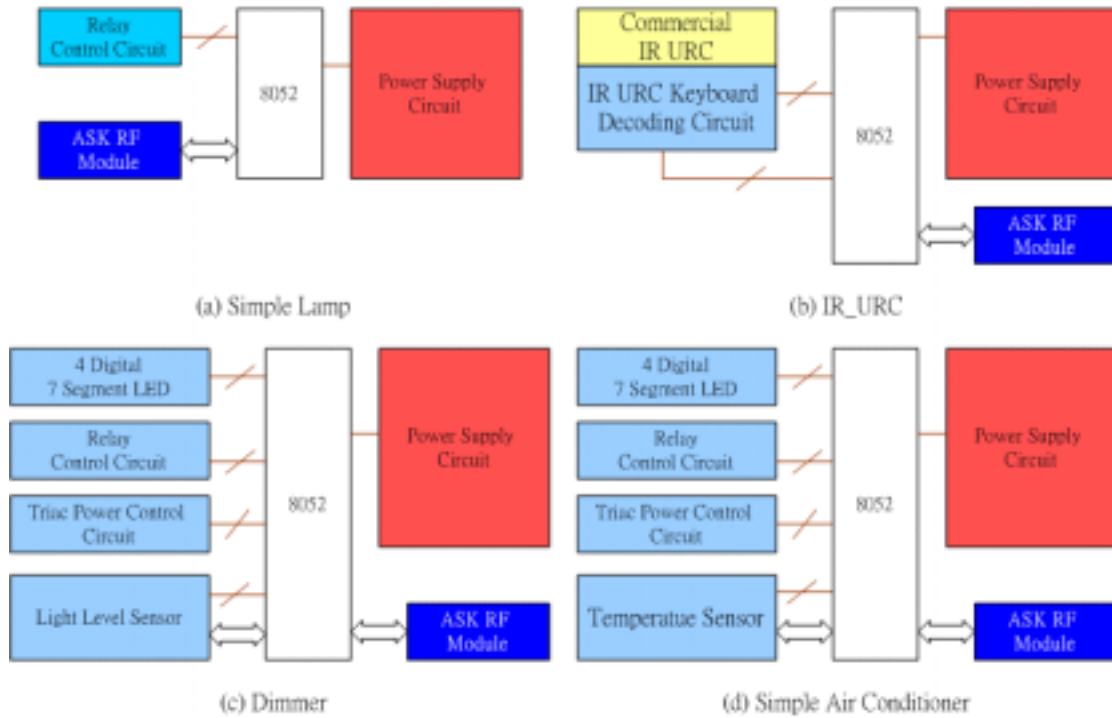 Relay
Control Circuit
8052
Power Supply
Circuit
ASK RF
Module
(a) Simple Lamp
Commercial
IR URC
IR URC Keyboard
Decoding Circuit
8052
Power Supply
Circuit
ASK RF
Module
(b) IR_URC
4 Digital
7 Segment LED
Relay
Control Circuit
Triac Power Control
Circuit
Light Level Sensor
8052
Power Supply
Circuit
ASK RF
Module
(c) Dimmer
4 Digital
7 Segment LED
Relay
Control Circuit
Triac Power Control
Circuit
Temperatue Sensor
8052
Power Supply
Circuit
ASK RF
Module
(d) Simple Air Conditioner